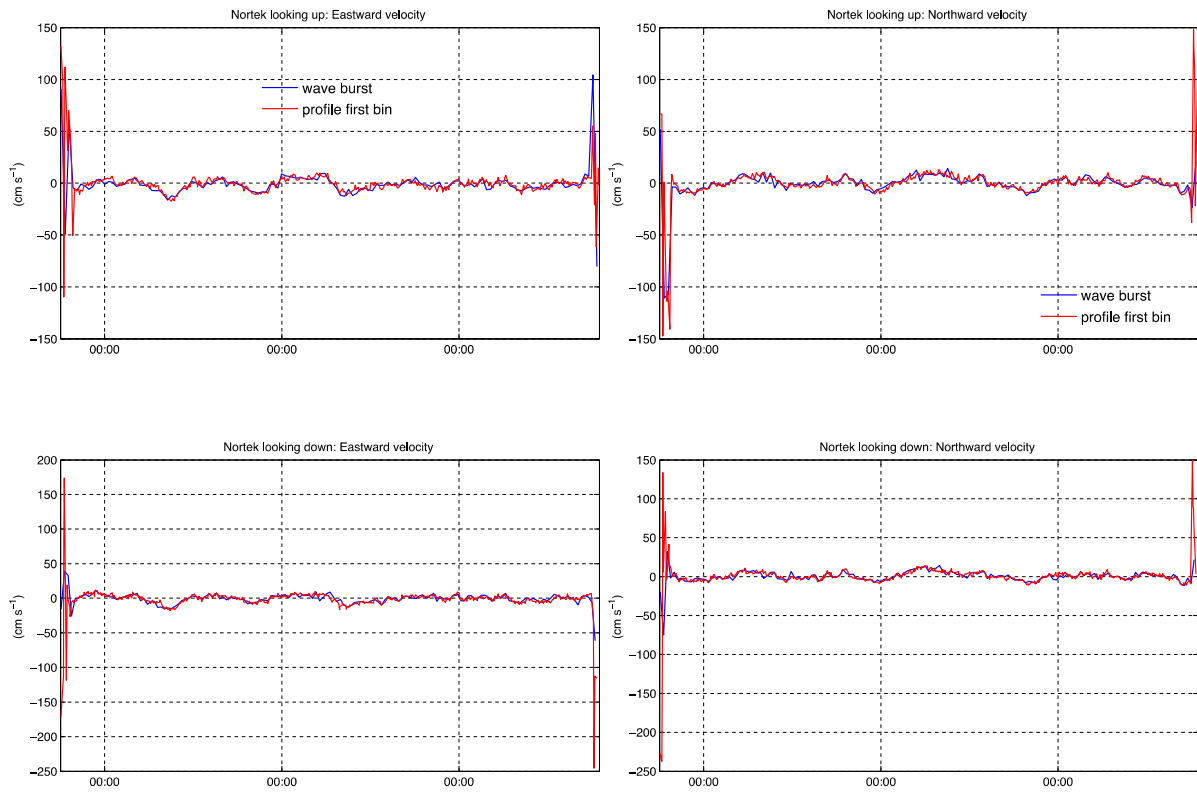 Nortek looking up: Eastward velocity
150
100
50
0
−50
−100
−150
(cm s⁻¹)
wave burst
profile first bin
00:00 00:00 00:00
Nortek looking up: Northward velocity
150
100
50
0
−50
−100
−150
(cm s⁻¹)
wave burst
profile first bin
00:00 00:00 00:00
Nortek looking down: Eastward velocity
200
150
100
50
0
−50
−100
−150
−200
−250
(cm s⁻¹)
00:00 00:00 00:00
Nortek looking down: Northward velocity
150
100
50
0
−50
−100
−150
−200
−250
(cm s⁻¹)
00:00 00:00 00:00